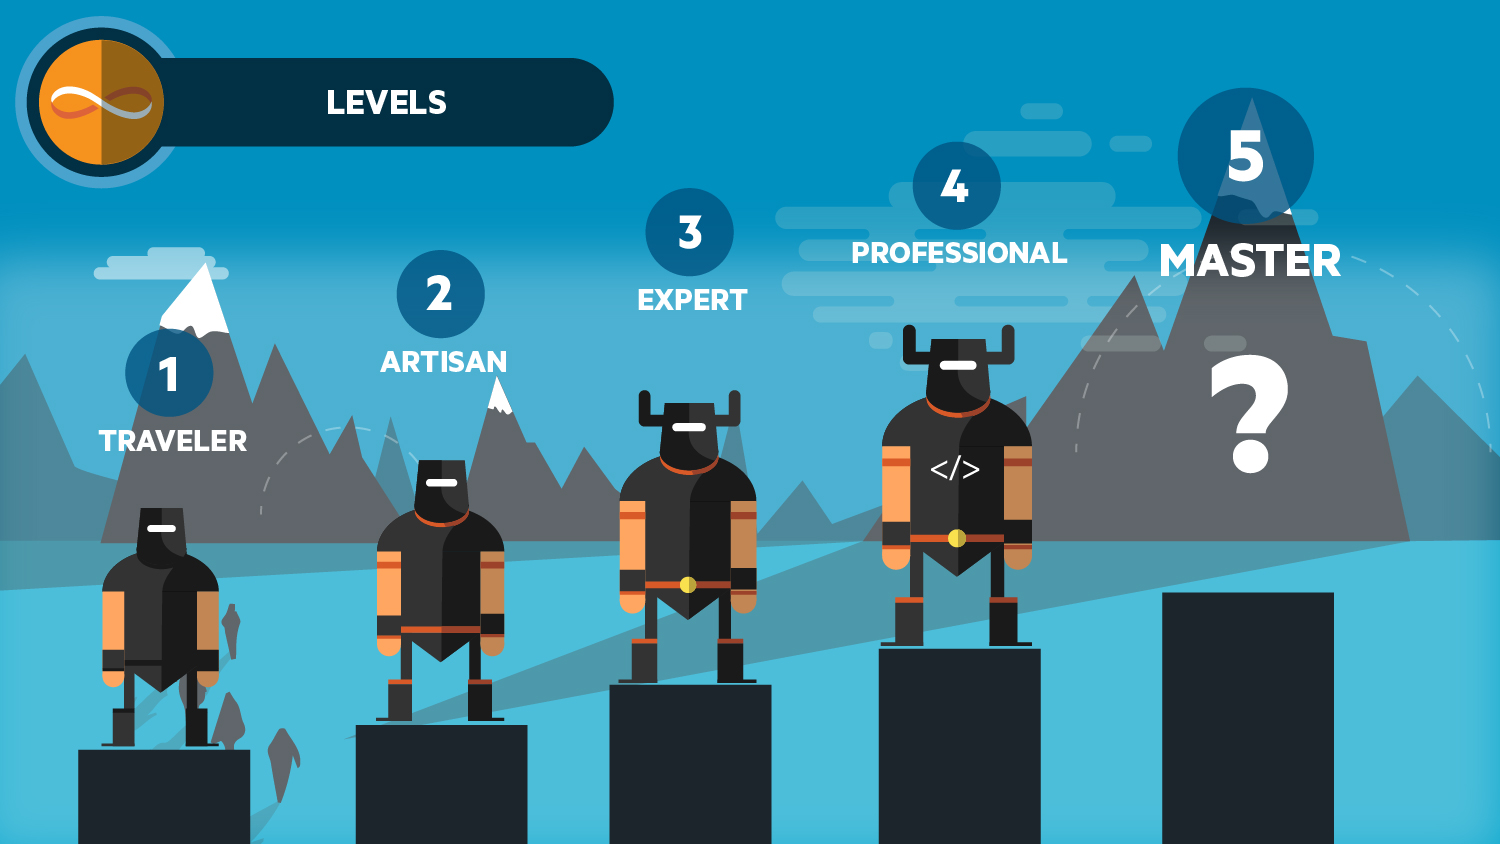 LEVELS
1
TRAVELER
2
ARTISAN
3
EXPERT
4
PROFESSIONAL
</>
5
MASTER
?